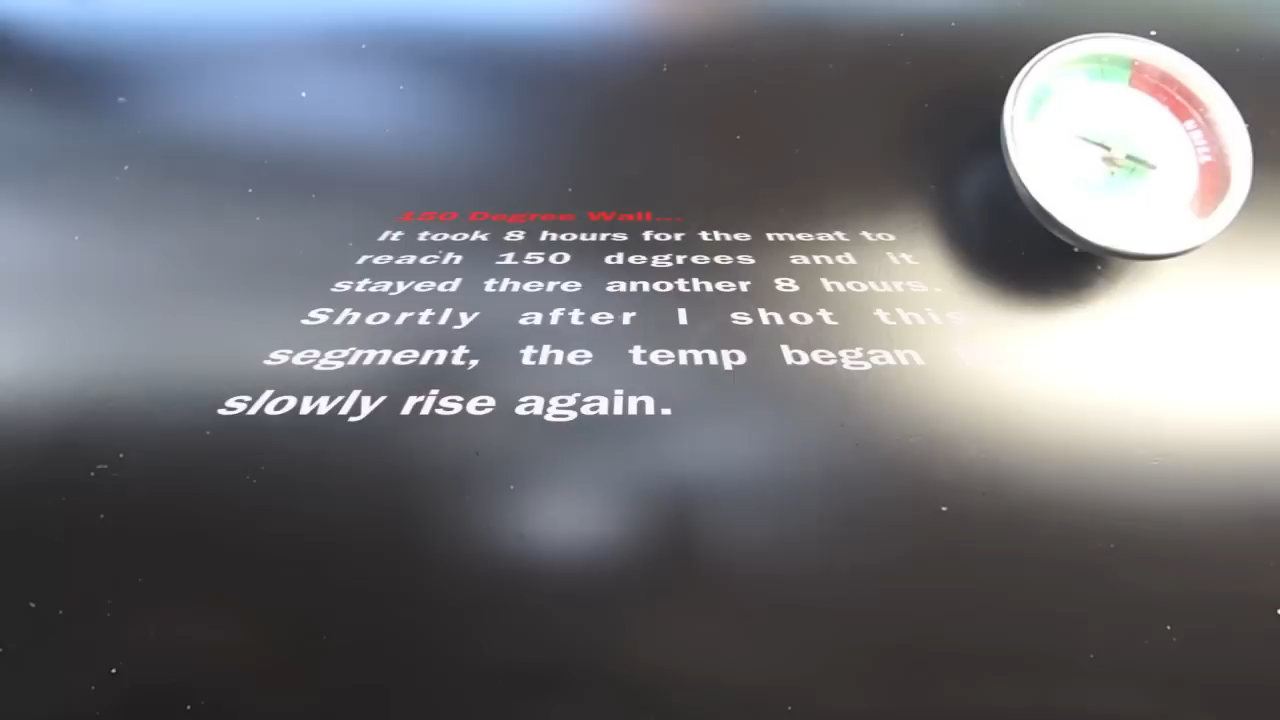 150 Degree Wall...
It took 8 hours for the meat to
reach 150 degrees and it
stayed there another 8 hours.
Shortly after I shot this
segment, the temp began
slowly rise again.
GRILL